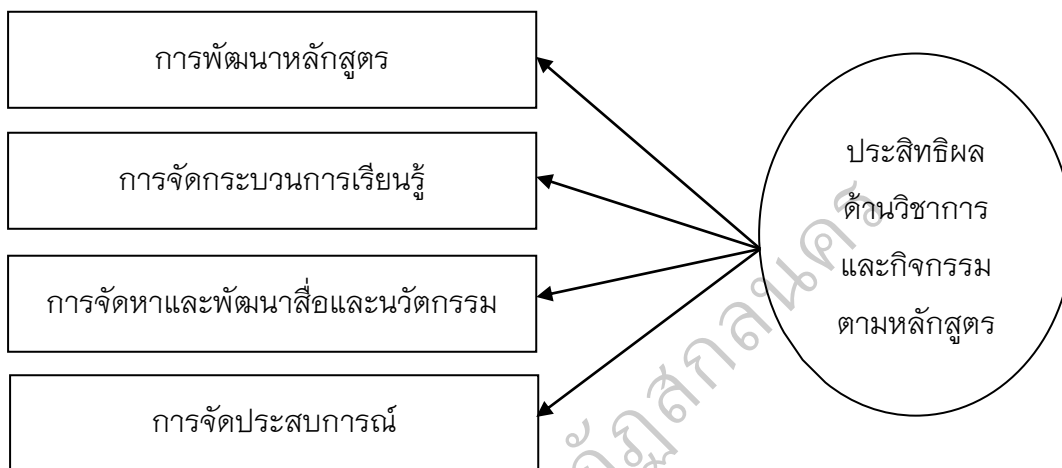 การพัฒนาหลักสูตร
การจัดกระบวนการเรียนรู้
การจัดหาและพัฒนาสื่อและนวัตกรรม
การจัดประสบการณ์
ประสิทธิผล
ด้านวิชาการ
และกิจกรรม
ตามหลักสูตร